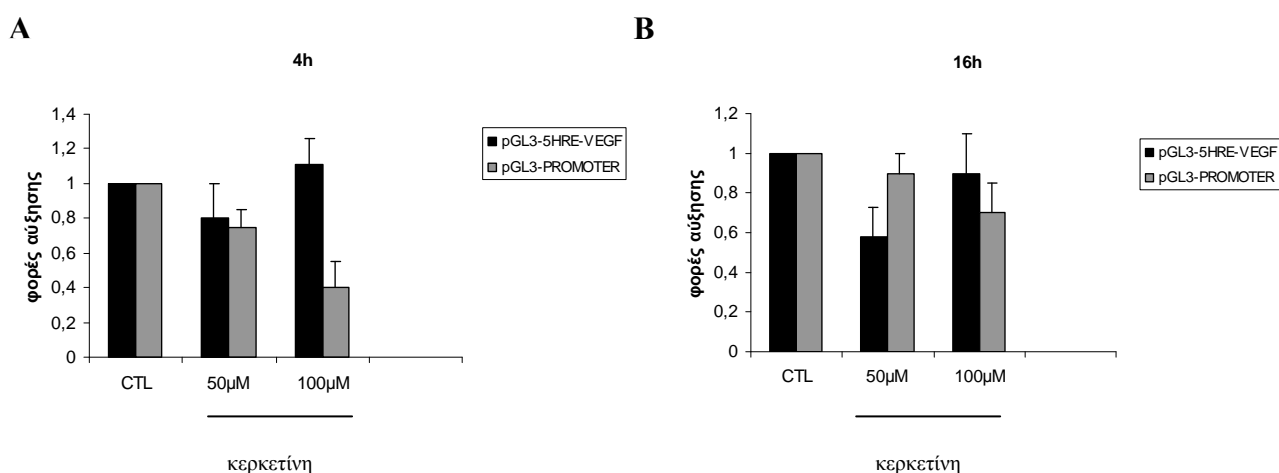 A
4h
φορές αύξησης
1,4
1,2
1
0,8
0,6
0,4
0,2
0
CTL
50μM
100μM
κερκετίνη
pGL3-5HRE-VEGF
pGL3-PROMOTER
B
16h
φορές αύξησης
1,2
1
0,8
0,6
0,4
0,2
0
CTL
50μM
100μM
κερκετίνη
pGL3-5HRE-VEGF
pGL3-PROMOTER